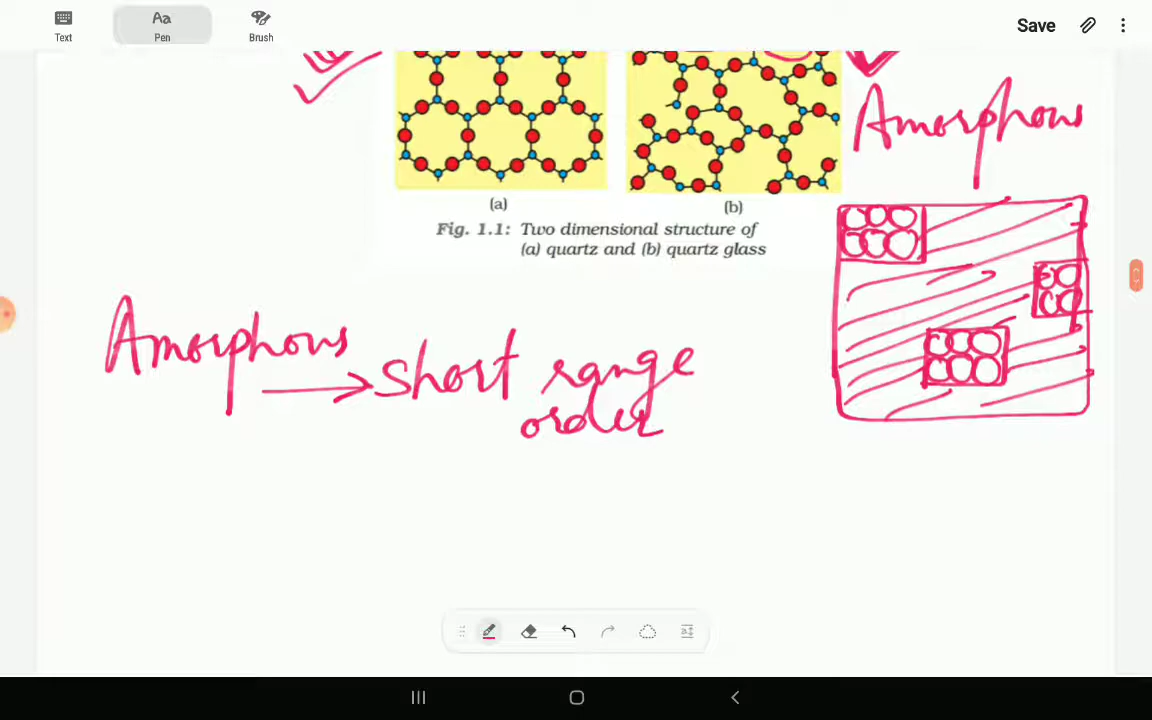 Text
Aa
Pen
Brush
Save
Amorphous
(a)
(b)
Fig. 1.1: Two dimensional structure of
(a) quartz and (b) quartz glass
Amorphous
short range
order